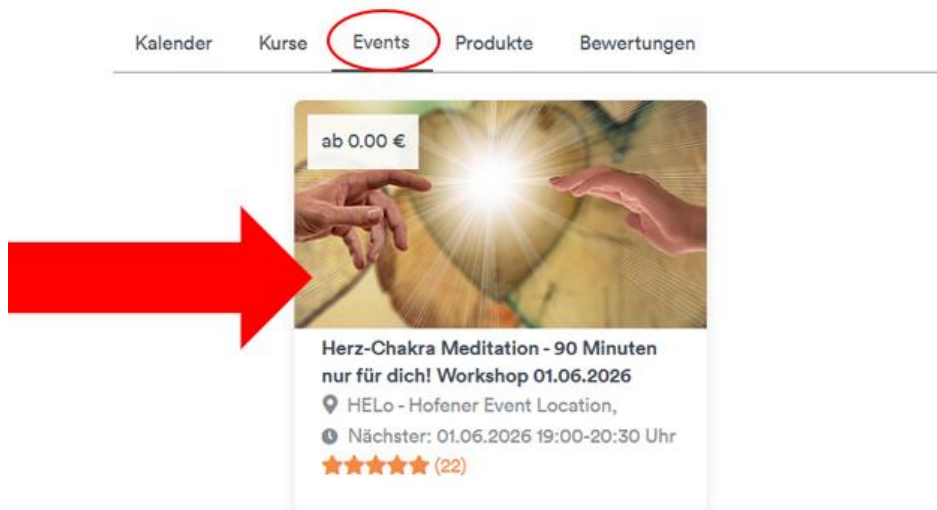 Kalender Kurse Events Produkte Bewertungen
ab 0.00 €
Herz-Chakra Meditation - 90 Minuten
nur für dich! Workshop 01.06.2026
HELo - Hofener Event Location,
Nächster: 01.06.2026 19:00-20:30 Uhr
(22)